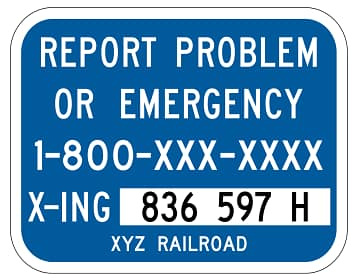 REPORT PROBLEM
OR EMERGENCY
1-800-XXX-XXXX
X-ING 836 597 H
XYZ RAILROAD